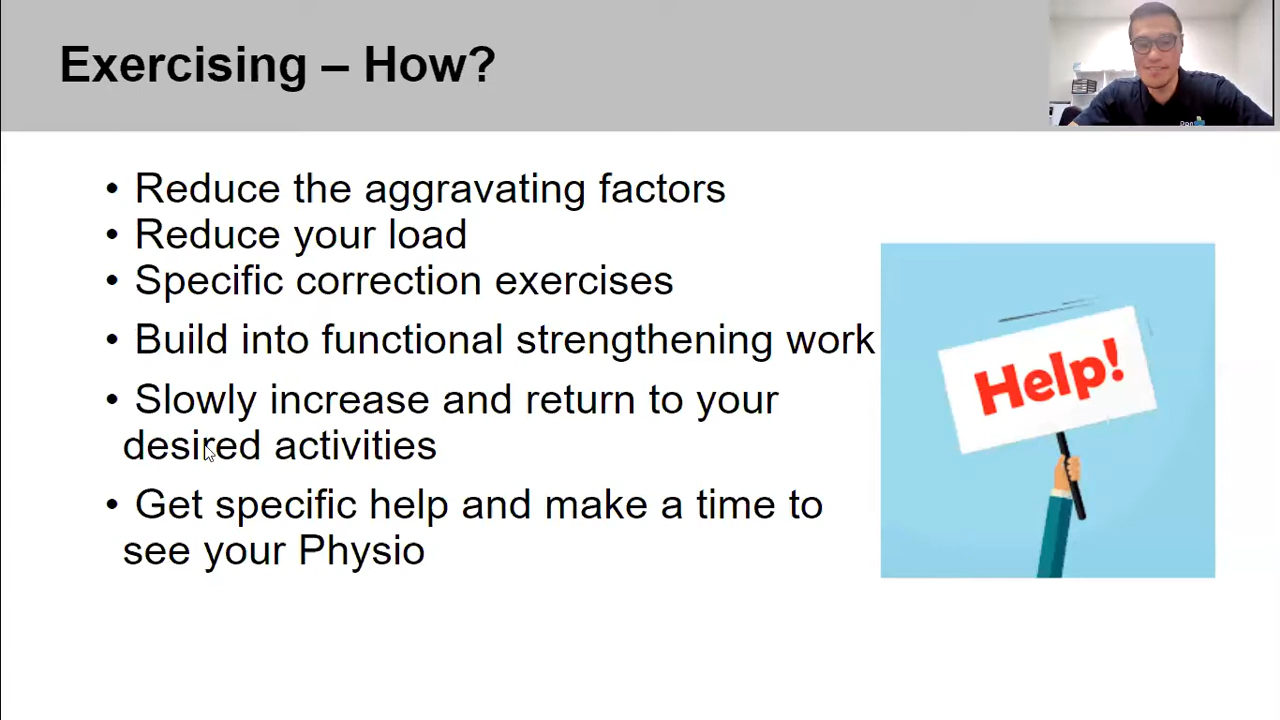 Exercising – How?
• Reduce the aggravating factors
• Reduce your load
• Specific correction exercises
• Build into functional strengthening work
• Slowly increase and return to your
desired activities
• Get specific help and make a time to
see your Physio
Help!